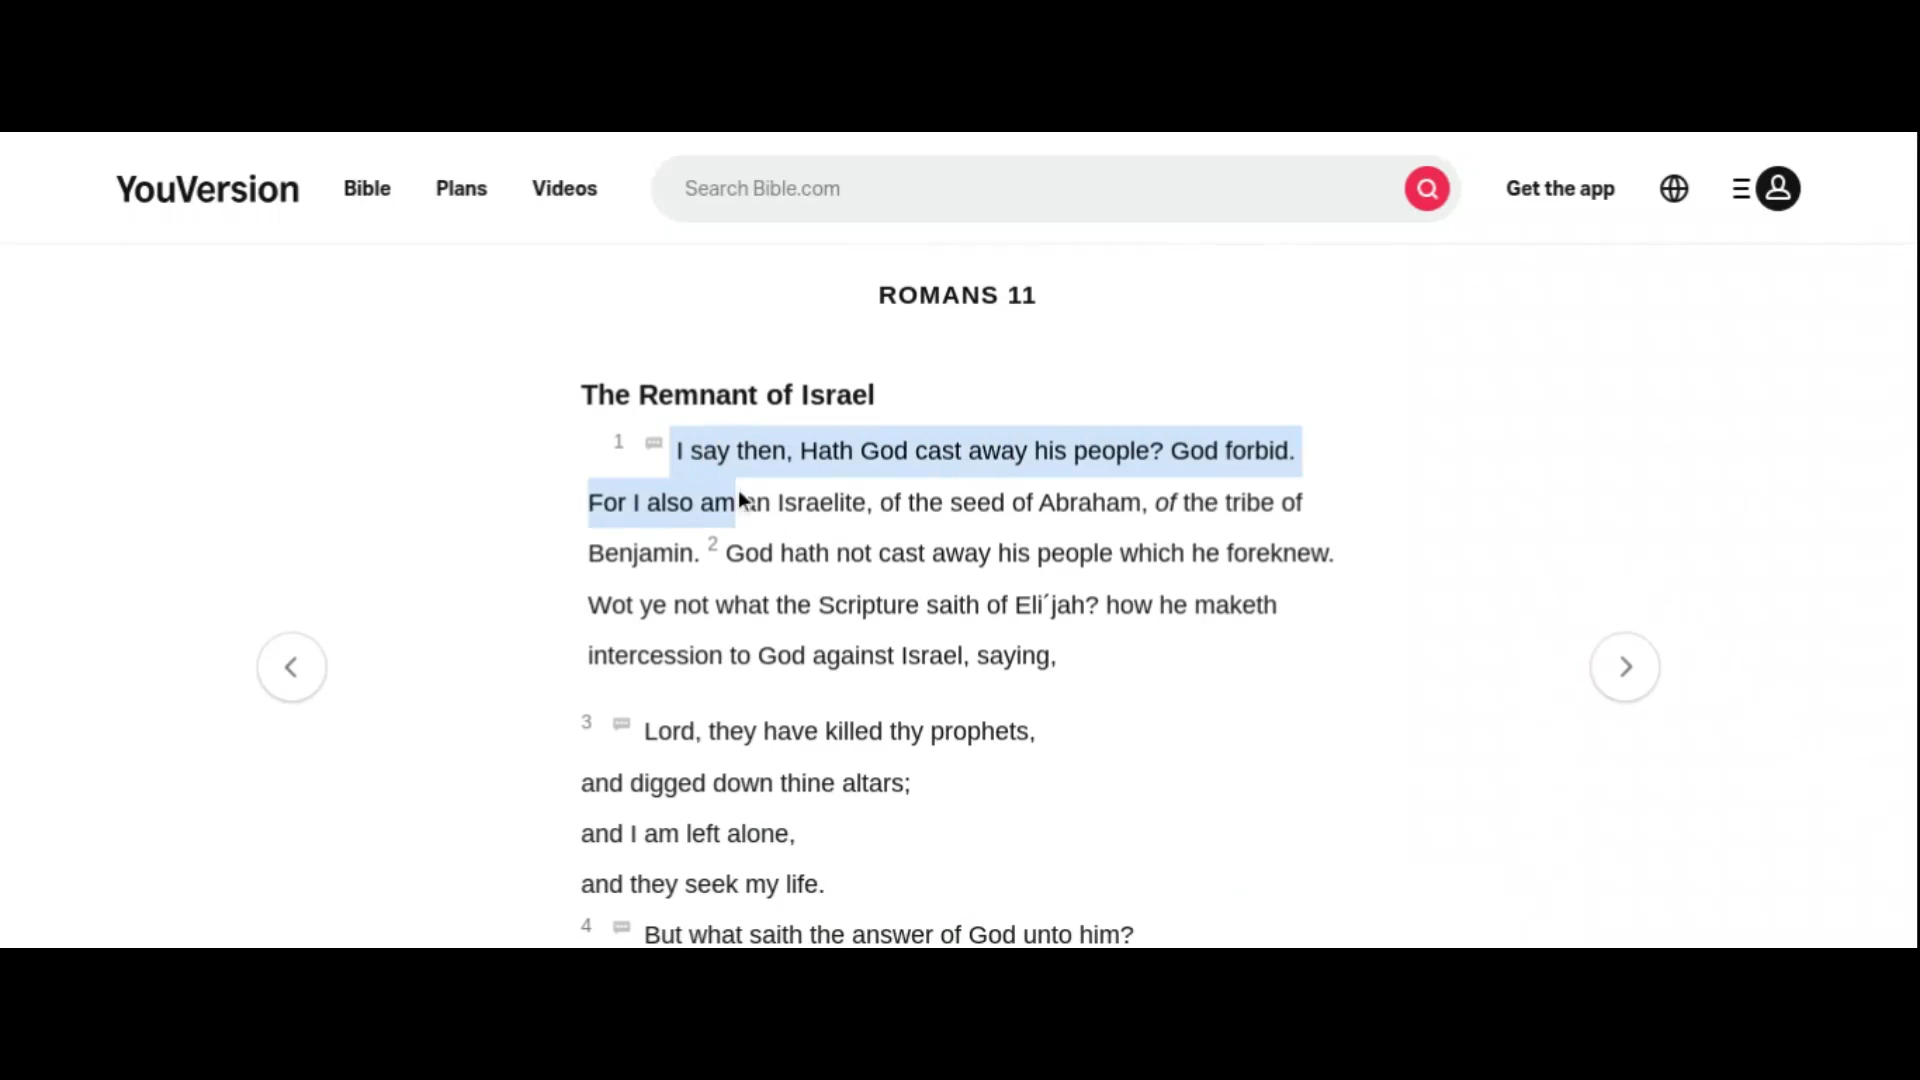 YouVersion Bible Plans Videos Search Bible.com Get the app
ROMANS 11
The Remnant of Israel
1 I say then, Hath God cast away his people? God forbid.
For I also am an Israelite, of the seed of Abraham, of the tribe of
Benjamin. 2 God hath not cast away his people which he foreknew.
Wot ye not what the Scripture saith of Eli´jah? how he maketh
intercession to God against Israel, saying,
3 Lord, they have killed thy prophets,
and digged down thine altars;
and I am left alone,
and they seek my life.
4 But what saith the answer of God unto him?